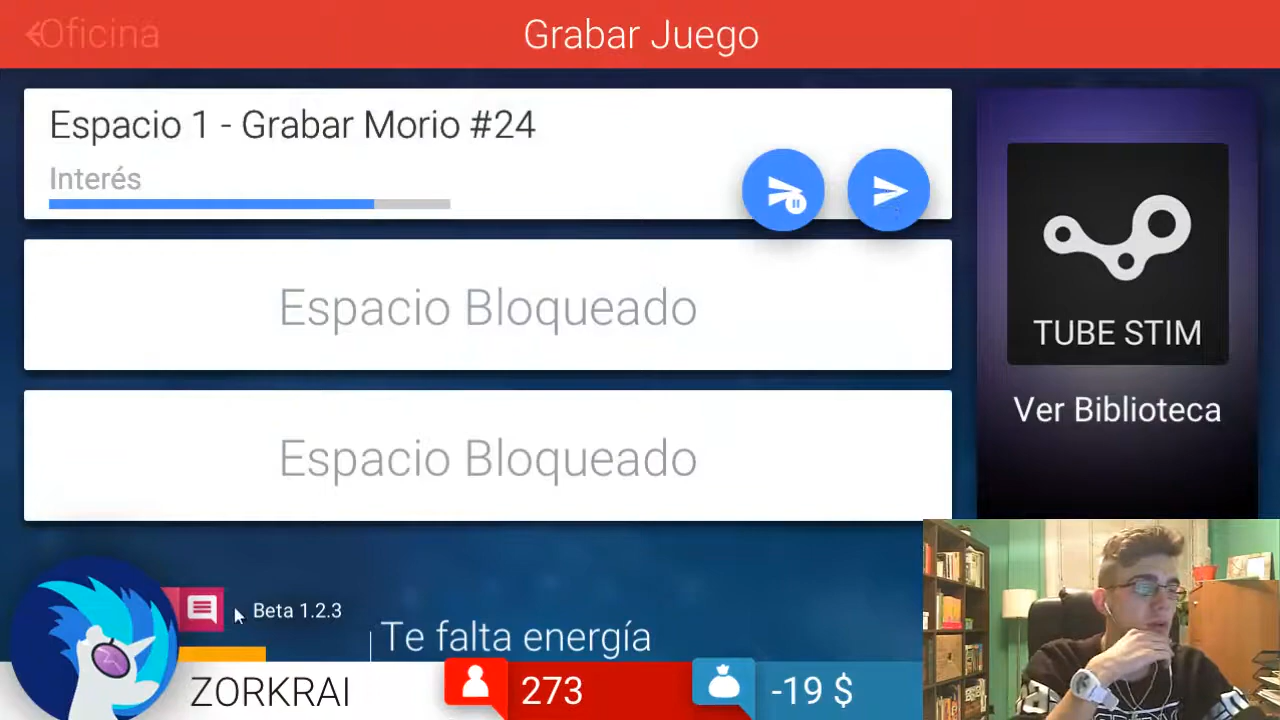 Oficina
Grabar Juego
Espacio 1 - Grabar Morio #24
Interés
Espacio Bloqueado
Espacio Bloqueado
TUBE STIM
Ver Biblioteca
Beta 1.2.3
Te falta energía
ZORKRAI
273
-19 $